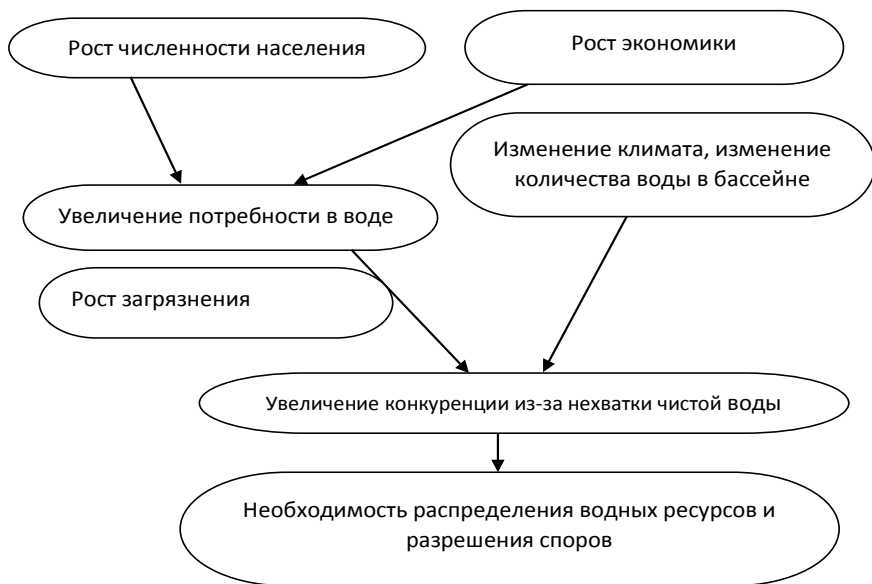 Рост численности населения
Рост экономики
Изменение климата, изменение
количества воды в бассейне
Увеличение потребности в воде
Рост загрязнения
Увеличение конкуренции из-за нехватки чистой воды
Необходимость распределения водных ресурсов и
разрешения споров